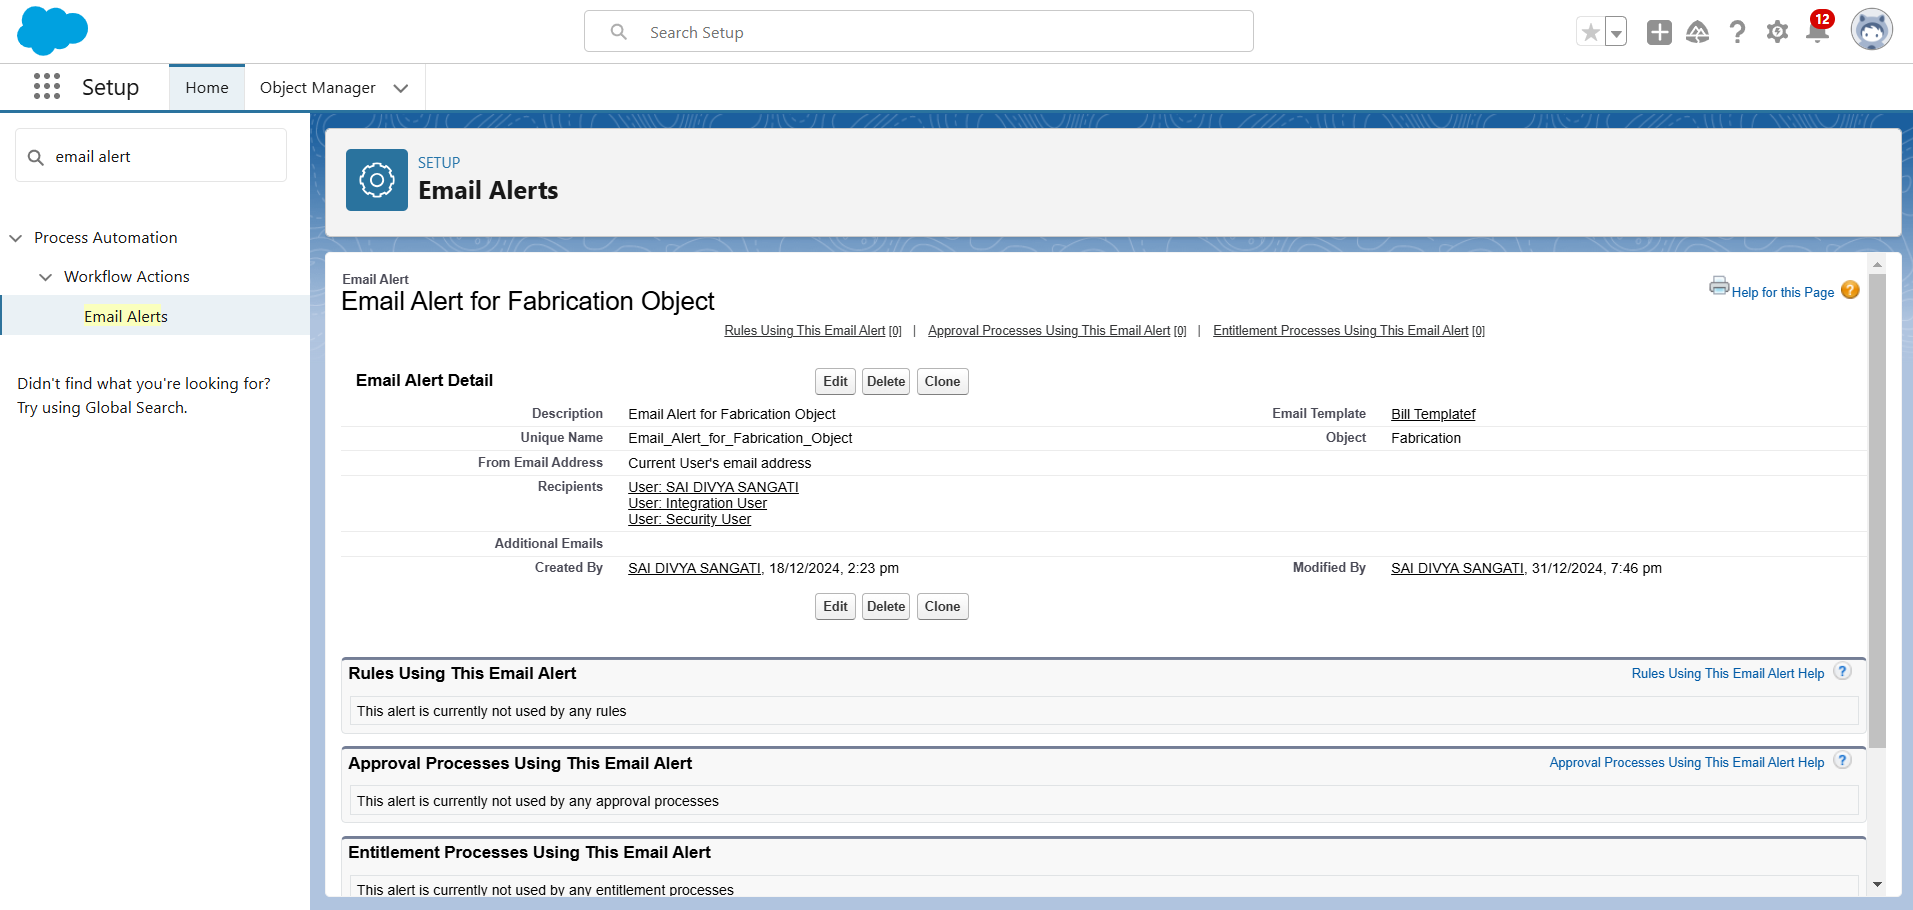 Search Setup
12
Setup
Home
Object Manager
email alert
Process Automation
Workflow Actions
Email Alerts
Didn't find what you're looking for?
Try using Global Search.
SETUP
Email Alerts
Email Alert
Email Alert for Fabrication Object
Help for this Page ?
Rules Using This Email Alert [0] | Approval Processes Using This Email Alert [0] | Entitlement Processes Using This Email Alert [0]
Email Alert Detail
Edit Delete Clone
Description Email Alert for Fabrication Object Email Template Bill Templatef
Unique Name Email_Alert_for_Fabrication_Object Object Fabrication
From Email Address Current User's email address
Recipients User: SAI DIVYA SANGATI
User: Integration User
User: Security User
Additional Emails
Created By SAI DIVYA SANGATI, 18/12/2024, 2:23 pm Modified By SAI DIVYA SANGATI, 31/12/2024, 7:46 pm
Edit Delete Clone
Rules Using This Email Alert Rules Using This Email Alert Help ?
This alert is currently not used by any rules
Approval Processes Using This Email Alert Approval Processes Using This Email Alert Help ?
This alert is currently not used by any approval processes
Entitlement Processes Using This Email Alert
This alert is currently not used by any entitlement processes